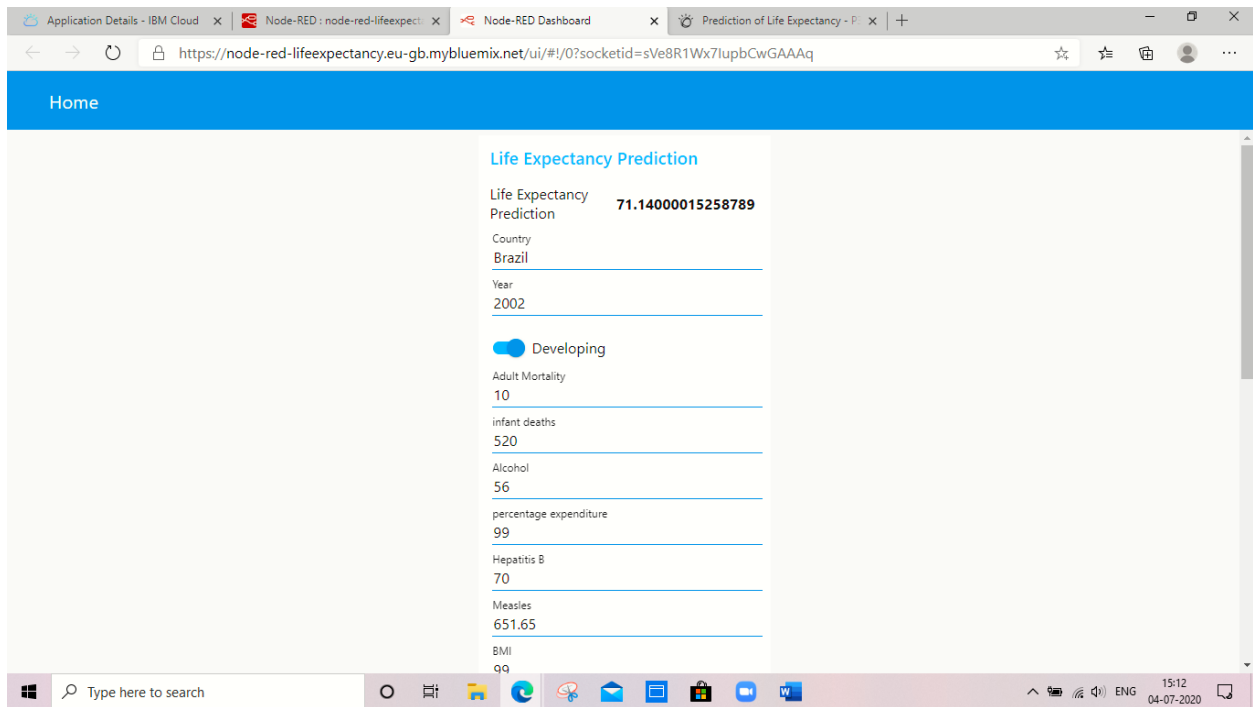 Application Details - IBM Cloud
Node-RED : node-red-lifeexpect
Node-RED Dashboard
Prediction of Life Expectancy - P
https://node-red-lifeexpectancy.eu-gb.mybluemix.net/ui/#!/0?socketid=sVe8R1Wx7IupbCwGAAAq
Home
Life Expectancy Prediction
Life Expectancy
Prediction
71.14000015258789
Country
Brazil
Year
2002
Developing
Adult Mortality
10
infant deaths
520
Alcohol
56
percentage expenditure
99
Hepatitis B
70
Measles
651.65
BMI
99
Type here to search
ENG
15:12
04-07-2020